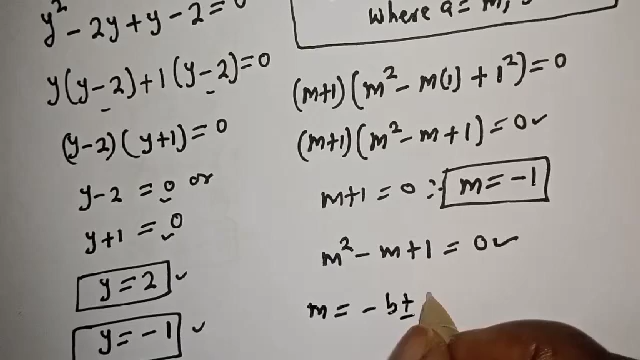 y² - 2y + y - 2 = 0
y(y-2) + 1(y-2) = 0
(y-2)(y+1) = 0
y-2 = 0 or
y+1 = 0
y = 2
y = -1
where a = m,
(m+1)(m² - m(1) + 1²) = 0
(m+1)(m² - m + 1) = 0
m+1 = 0 ∴ m = -1
m² - m + 1 = 0
m = - b ±